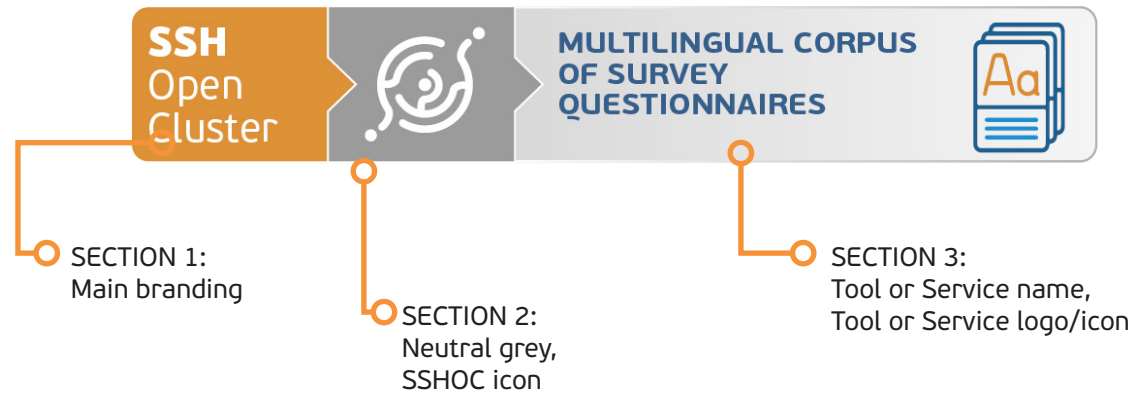 SSH
Open
Cluster
MULTILINGUAL CORPUS
OF SURVEY
QUESTIONNAIRES
Aa
SECTION 1:
Main branding
SECTION 2:
Neutral grey,
SSHOC icon
SECTION 3:
Tool or Service name,
Tool or Service logo/icon